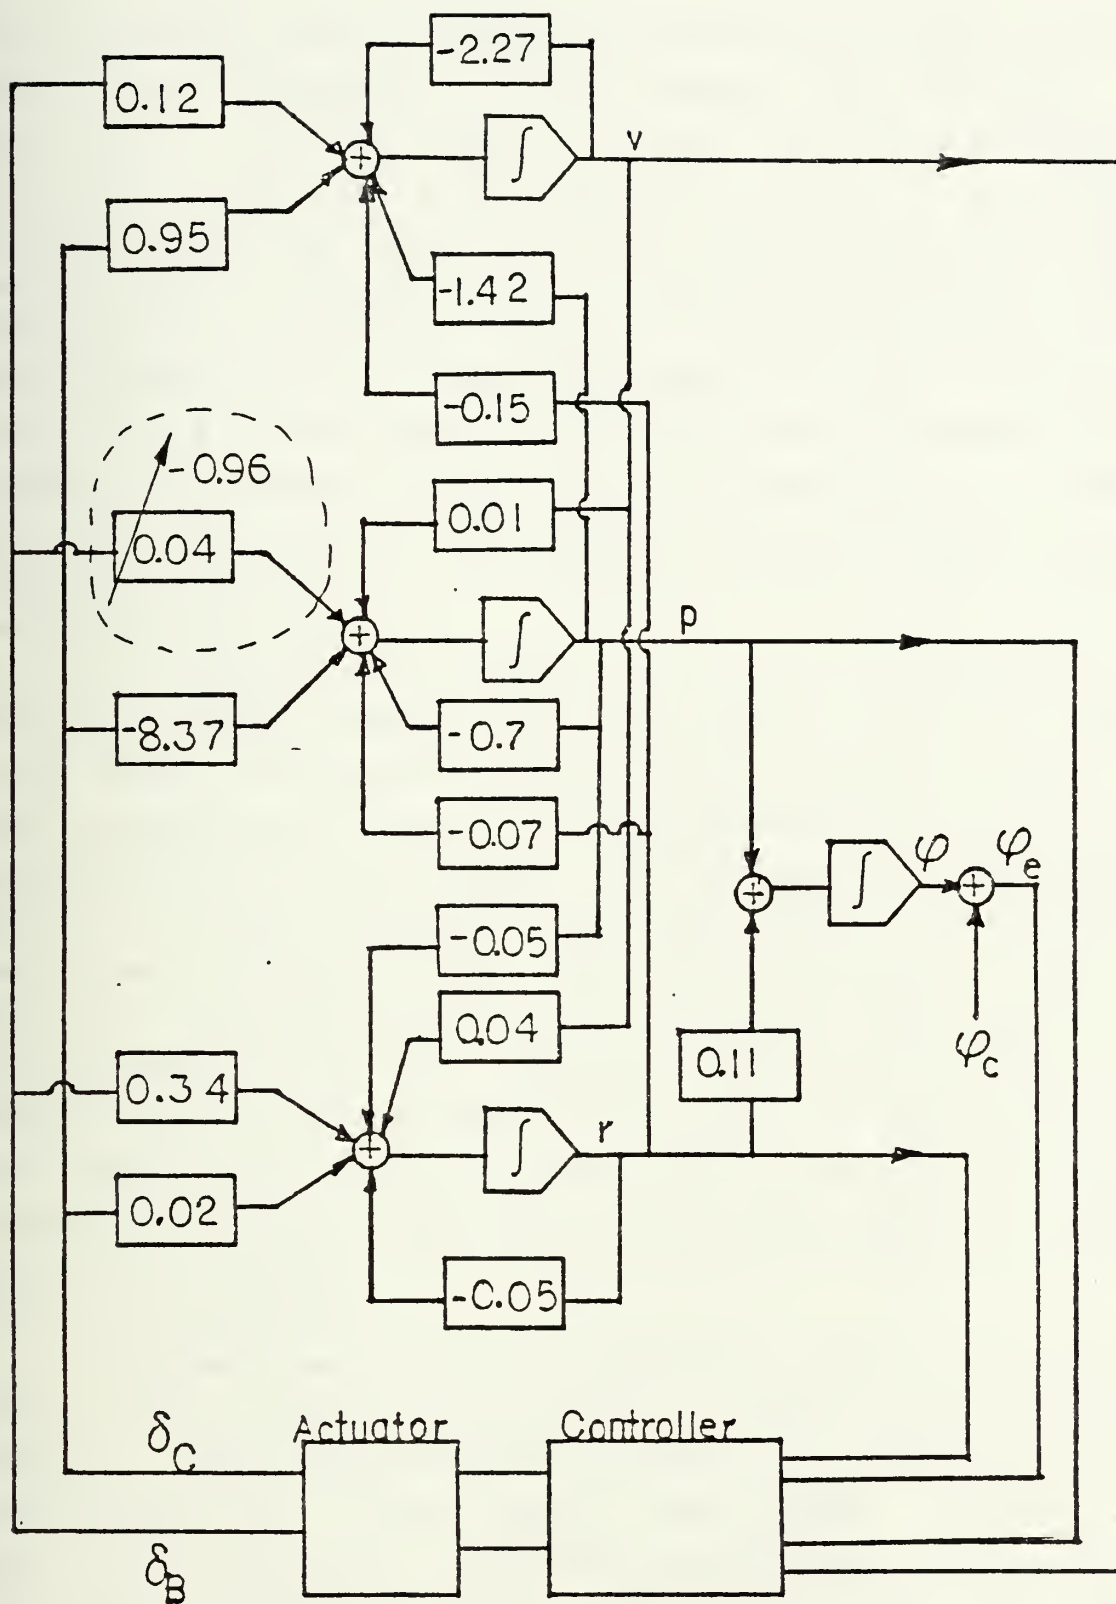 -2.27
0.12
∫
v
0.95
-1.42
-0.15
-0.96
0.01
0.04
∫
p
-8.37
-0.7
-0.07
∫
φ
φe
-0.05
0.04
φc
0.11
0.34
∫
r
0.02
-0.05
δC
Actuator
Controller
δB